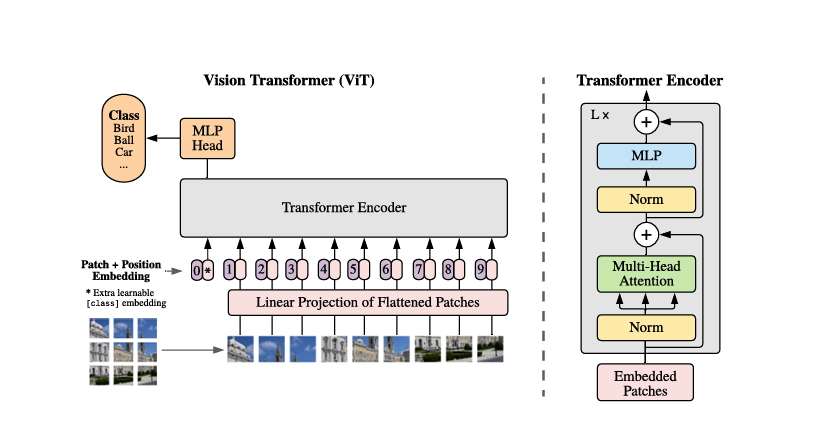 Vision Transformer (ViT)
Class
Bird
Ball
Car
...
MLP
Head
Transformer Encoder
Patch + Position
Embedding
* Extra learnable
[class] embedding
0 * 1 2 3 4 5 6 7 8 9
Linear Projection of Flattened Patches
Transformer Encoder
L ×
+
MLP
Norm
+
Multi-Head
Attention
Norm
Embedded
Patches